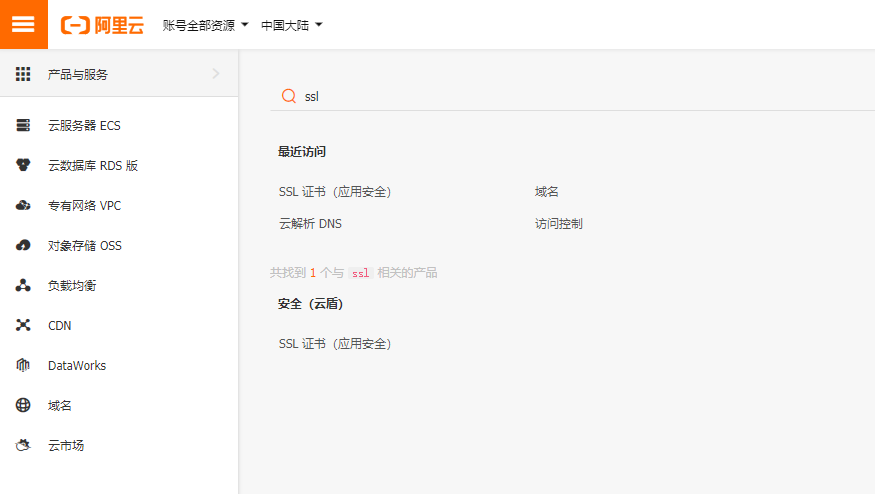 阿里云 账号全部资源 中国大陆
产品与服务
云服务器 ECS
云数据库 RDS 版
专有网络 VPC
对象存储 OSS
负载均衡
CDN
DataWorks
域名
云市场
ssl
最近访问
SSL 证书（应用安全） 域名
云解析 DNS 访问控制
共找到 1 个与 ssl 相关的产品
安全（云盾）
SSL 证书（应用安全）